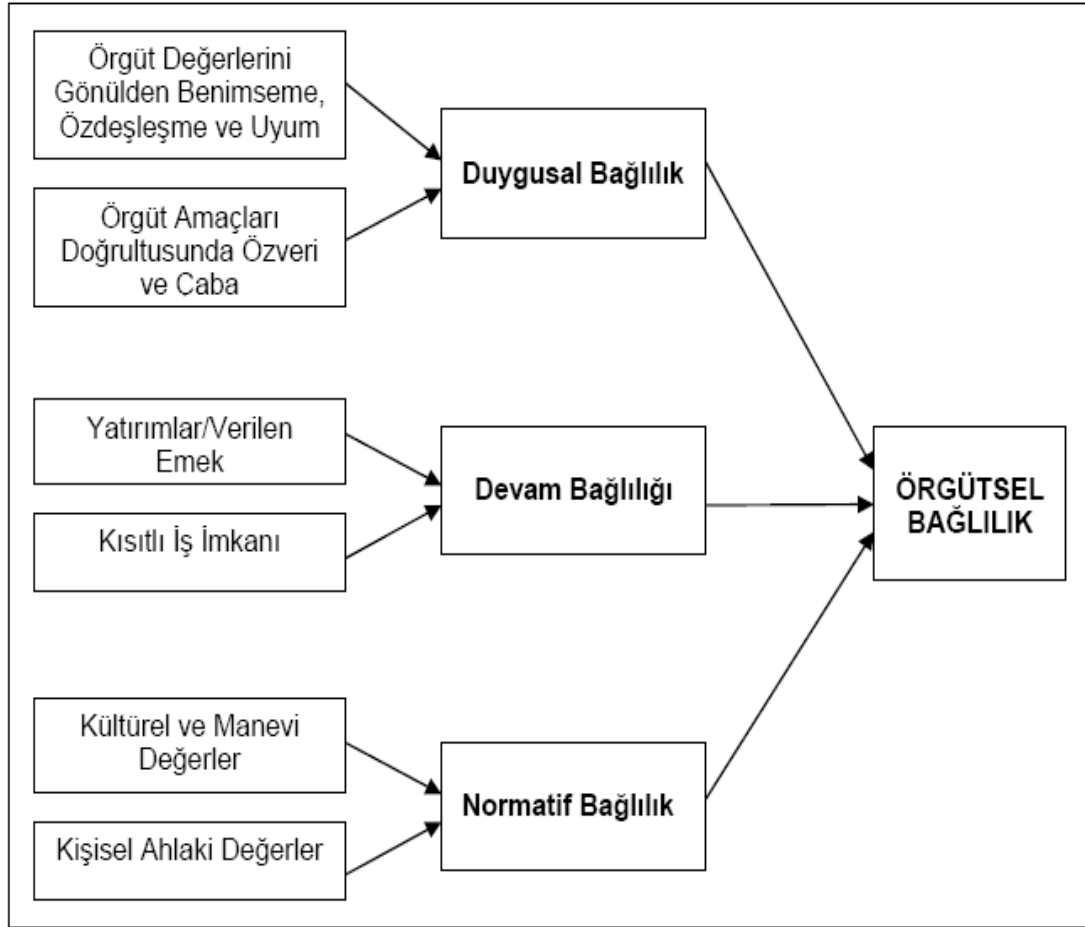 Örgüt Değerlerini
Gönülden Benimseme,
Özdeşleşme ve Uyum
Örgüt Amaçları
Doğrultusunda Özveri
ve Çaba
Duygusal Bağlılık
Yatırımlar/Verilen
Emek
Kısıtlı İş İmkanı
Devam Bağlılığı
ÖRGÜTSEL
BAĞLILIK
Kültürel ve Manevi
Değerler
Kişisel Ahlaki Değerler
Normatif Bağlılık